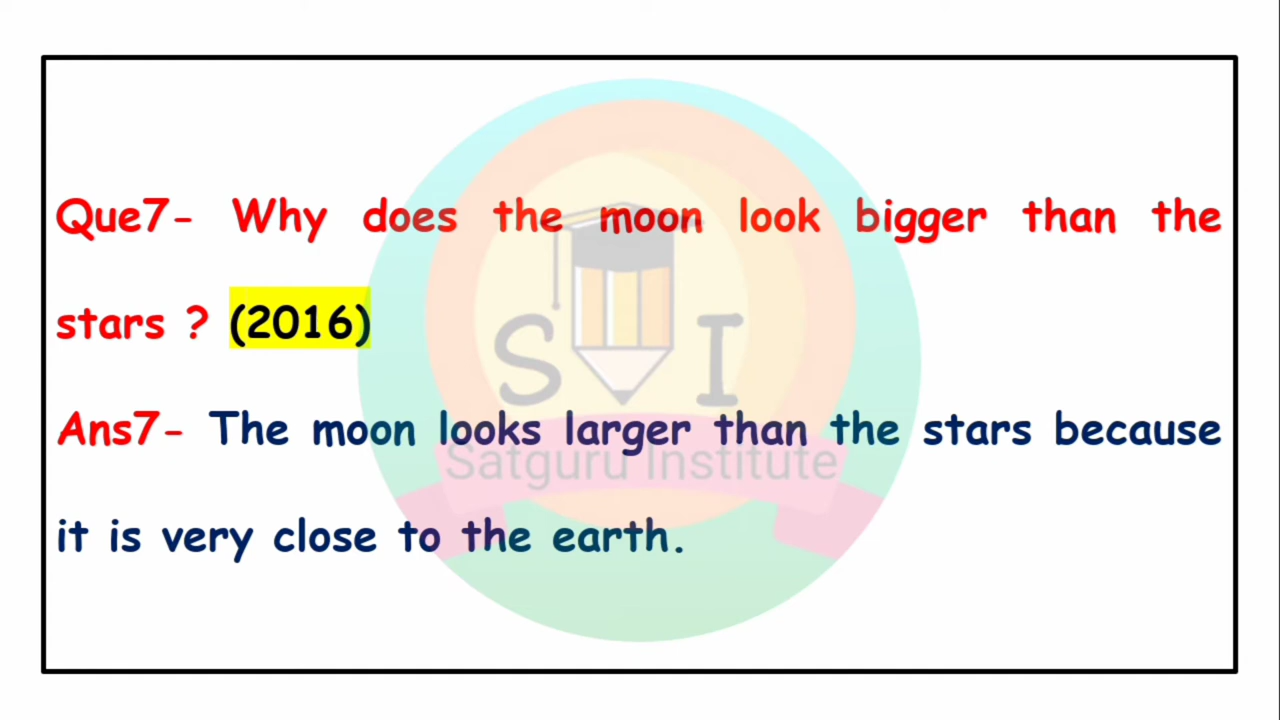 Que7- Why does the moon look bigger than the
stars ? (2016)
S I
Ans7- The moon looks larger than the stars because
Satguru Institute
it is very close to the earth.